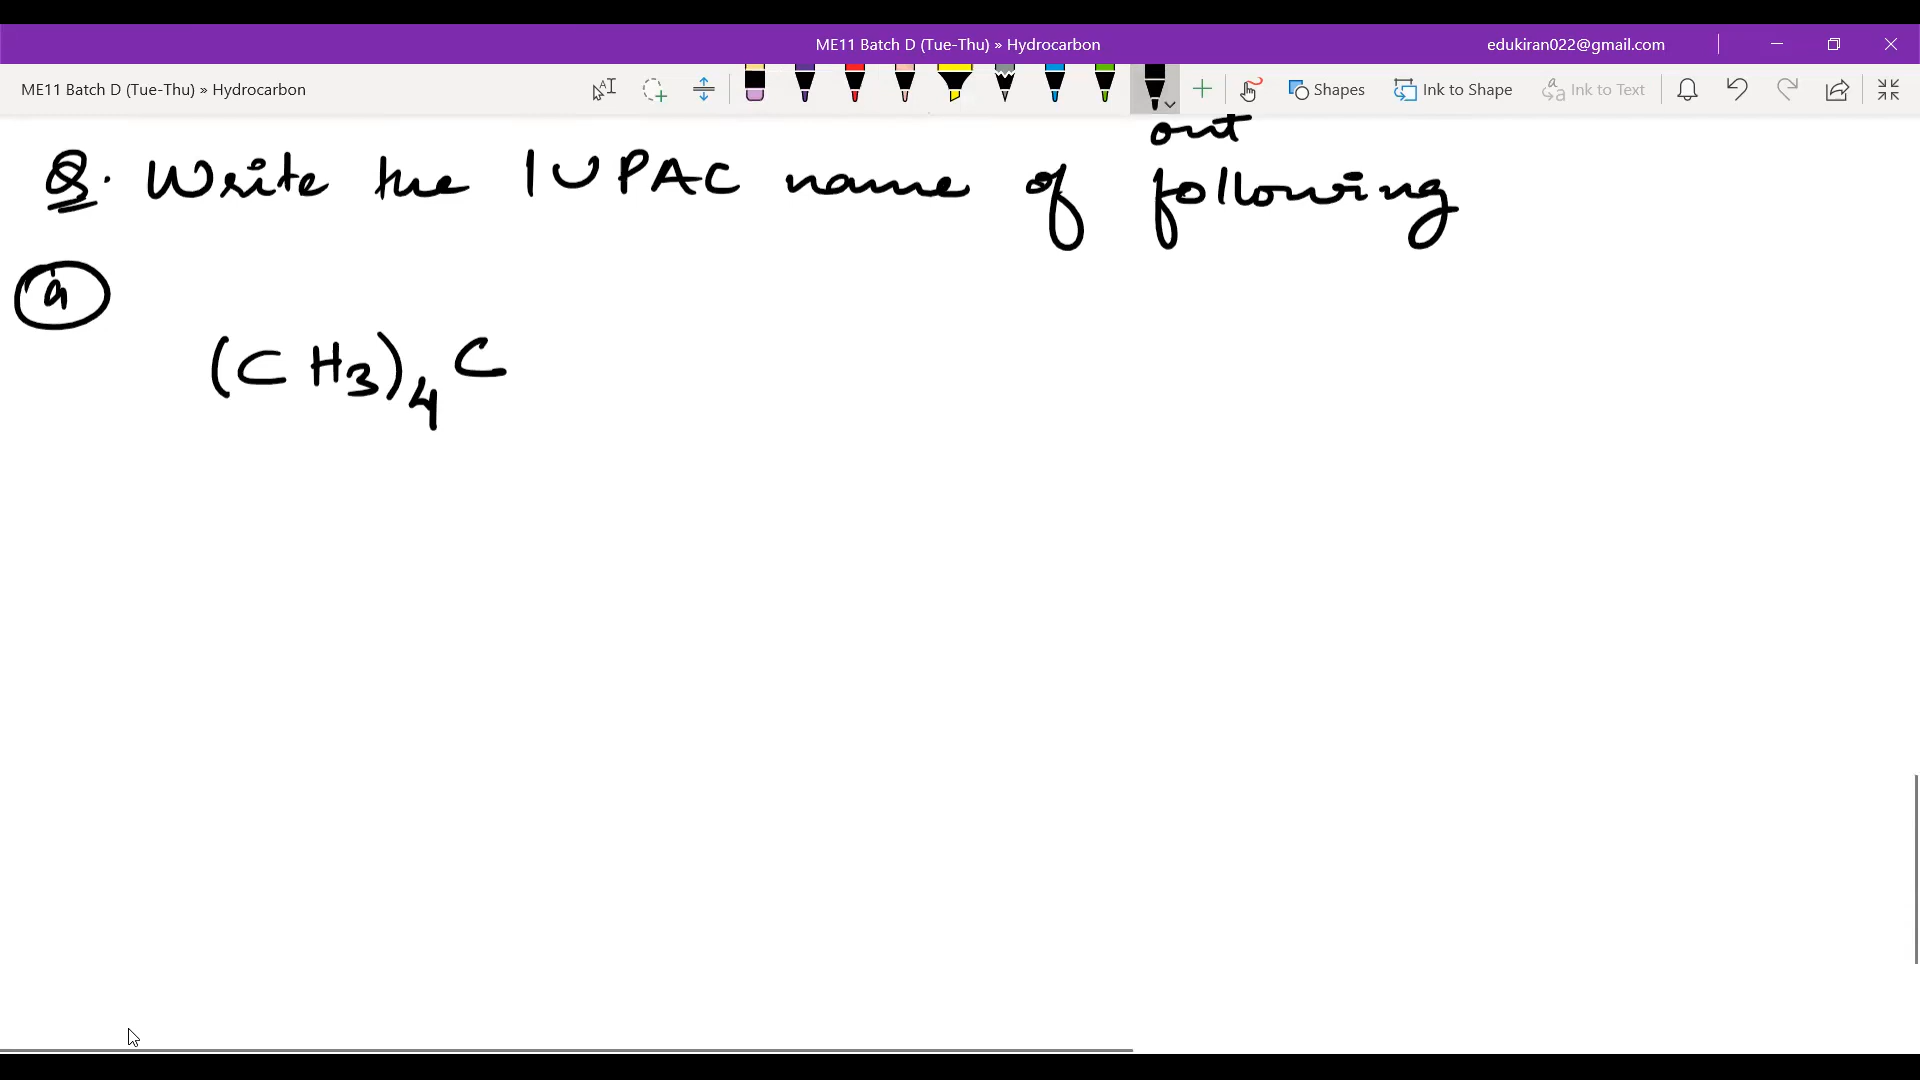 ME11 Batch D (Tue-Thu) » Hydrocarbon
edukiran022@gmail.com
ME11 Batch D (Tue-Thu) » Hydrocarbon
Shapes
Ink to Shape
Ink to Text
out
Q. Write the IUPAC name of following
a
(CH3)4C